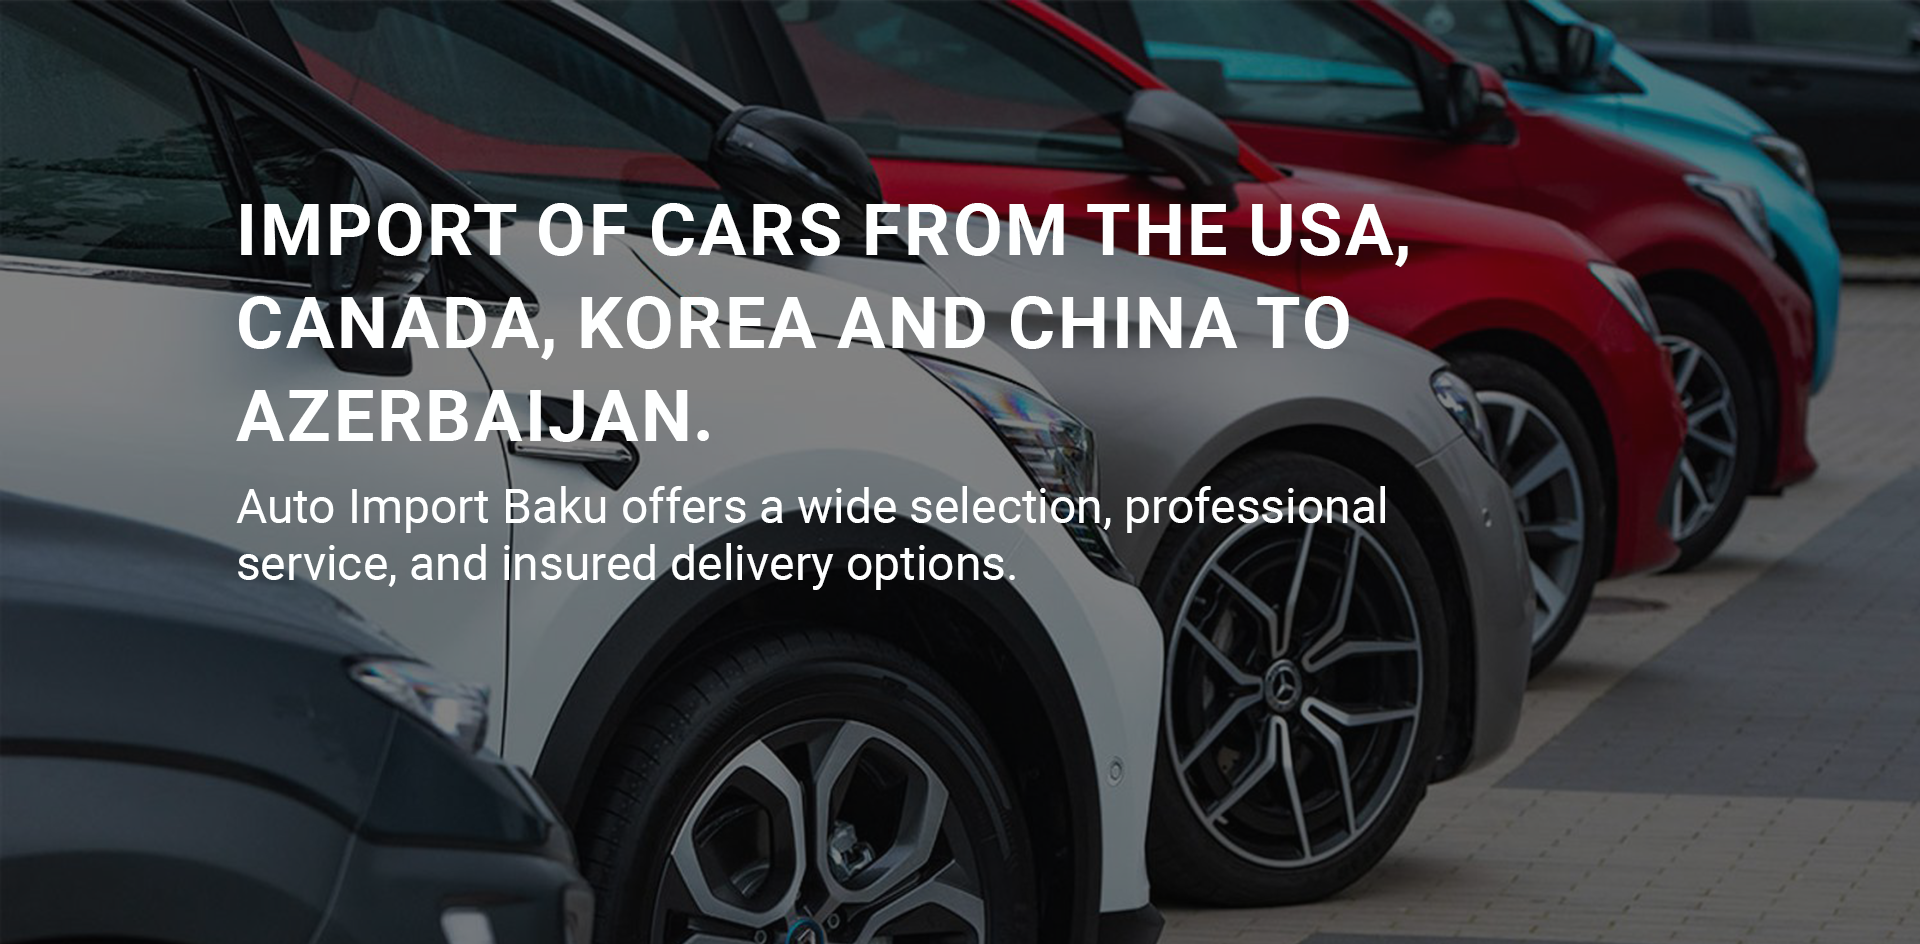 IMPORT OF CARS FROM THE USA,
CANADA, KOREA AND CHINA TO
AZERBAIJAN.
Auto Import Baku offers a wide selection, professional
service, and insured delivery options.